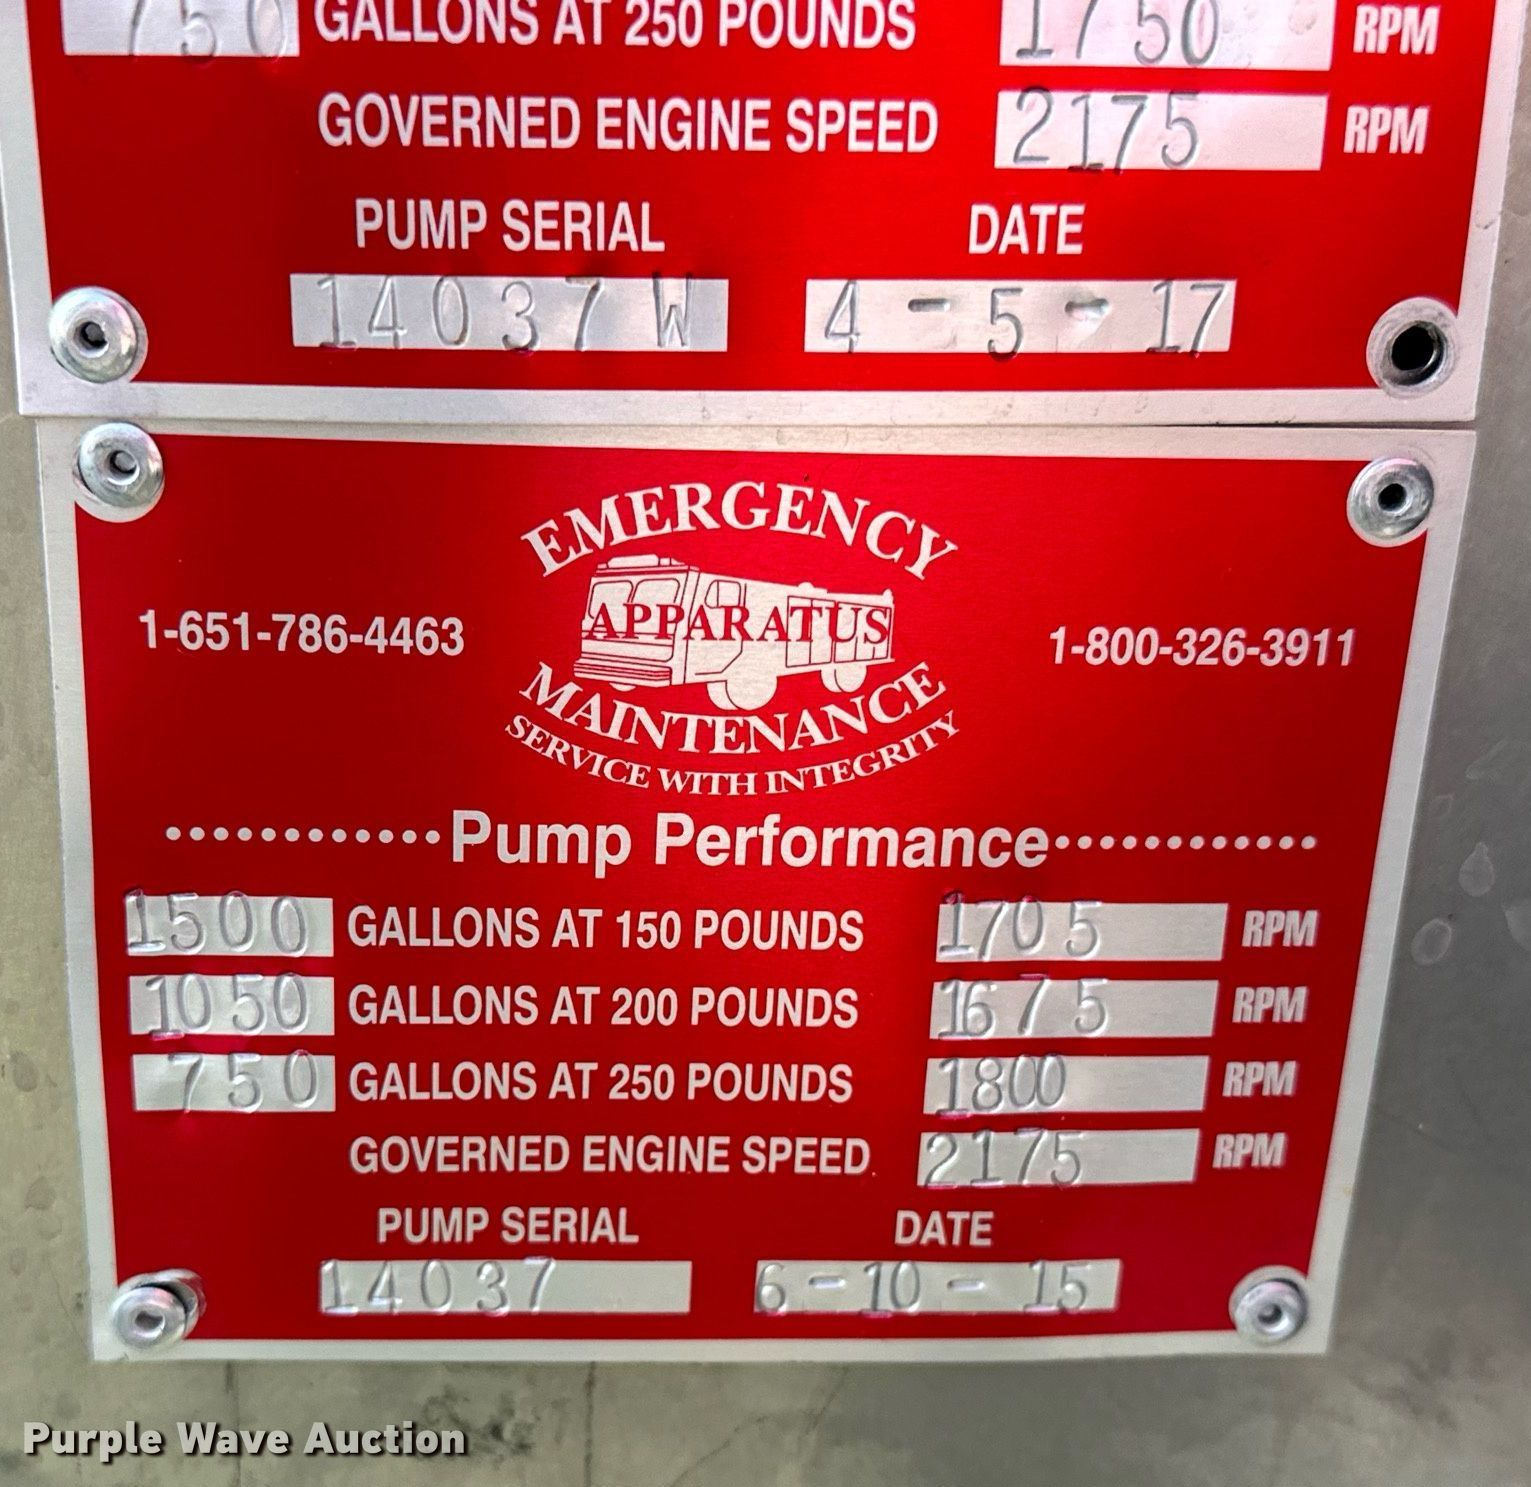 750 GALLONS AT 250 POUNDS 1750 RPM
GOVERNED ENGINE SPEED 2175 RPM
PUMP SERIAL DATE
14037W 4-5-17
EMERGENCY
APPARATUS
MAINTENANCE
SERVICE WITH INTEGRITY
1-651-786-4463 1-800-326-3911
Pump Performance
1500 GALLONS AT 150 POUNDS 1705 RPM
1050 GALLONS AT 200 POUNDS 1675 RPM
750 GALLONS AT 250 POUNDS 1800 RPM
GOVERNED ENGINE SPEED 2175 RPM
PUMP SERIAL DATE
14037 6-10-15
Purple Wave Auction